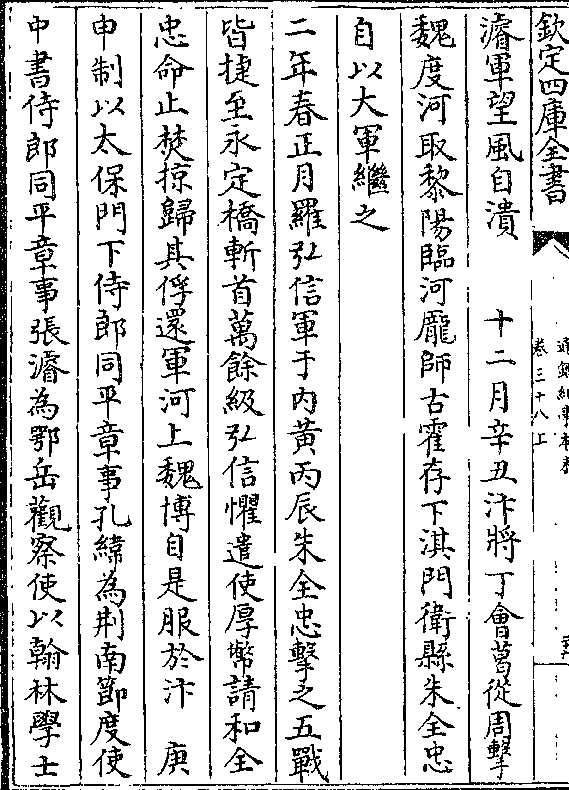 欽定四庫全書
通鑑紀事本末
卷三十八上
濬軍望風自潰　十二月辛丑汴將丁會葛從周擊
魏度河取黎陽臨河龎師古霍存下淇門衛縣朱全忠
自以大軍繼之
二年春正月羅弘信軍于内黃丙辰朱全忠擊之五戰
皆捷至永定橋斬首萬餘級弘信懼遣使厚幣請和全
忠命止焚掠歸其俘還軍河上魏博自是服於汴　庚
申制以太保門下侍郎同平章事孔緯為荆南節度使
中書侍郎同平章事張濬為鄂岳觀察使以翰林學士